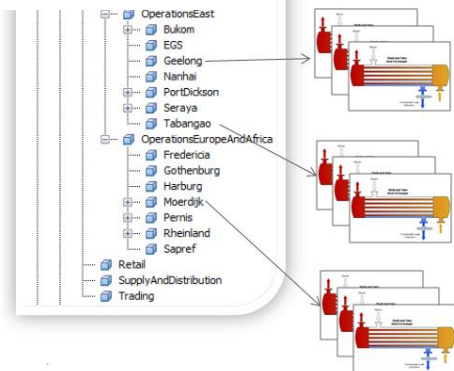 OperationsEast
Bukom
EGS
Geelong
Nanhai
PortDickson
Seraya
Tabangao
OperationsEuropeAndAfrica
Fredericia
Gothenburg
Harburg
Moerdijk
Pernis
Rheinland
Sapref
Retail
SupplyAndDistribution
Trading